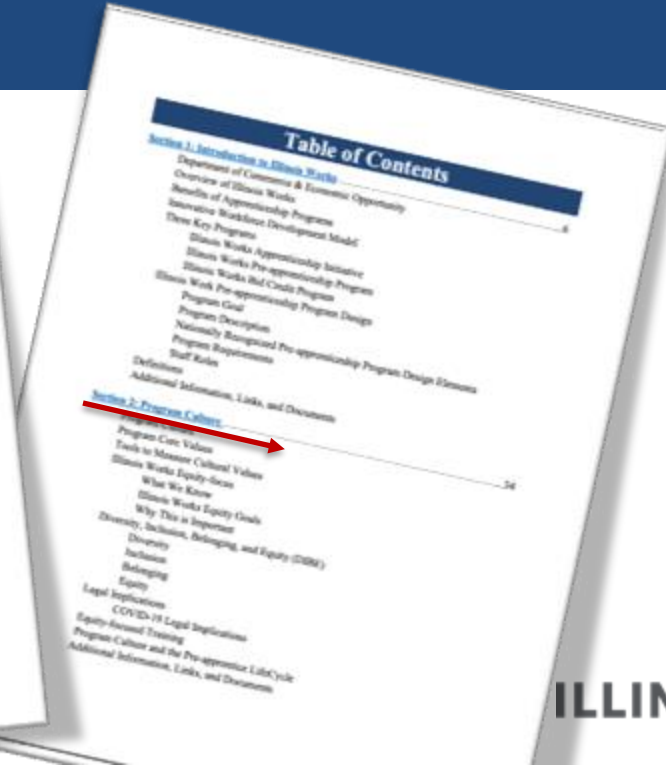 Table of Contents
Section 1: Introduction to Illinois Works 6
Department of Commerce & Economic Opportunity
Overview of Illinois Works
Benefits of Apprenticeship Programs
Innovative Workforce Development Model
Three Key Programs
Illinois Works Apprenticeship Initiative
Illinois Works Pre-apprenticeship Program
Illinois Works Bid Credit Program
Illinois Work Pre-apprenticeship Program Design
Program Goal
Program Description
Nationally Recognized Pre-apprenticeship Program Design Elements
Program Requirements
Staff Roles
Definitions
Additional Information, Links, and Documents
Section 2: Program Culture 34
Program
Program Core Values
Tools to Measure Cultural Values
Illinois Works Equity-focus
What We Know
Illinois Works Equity Goals
Why This is Important
Diversity, Inclusion, Belonging, and Equity (DIBE)
Diversity
Inclusion
Belonging
Equity
Legal Implications
COVID-19 Legal Implications
Equity-focused Training
Program Culture and the Pre-apprentice LifeCycle
Additional Information, Links, and Documents
ILLIN